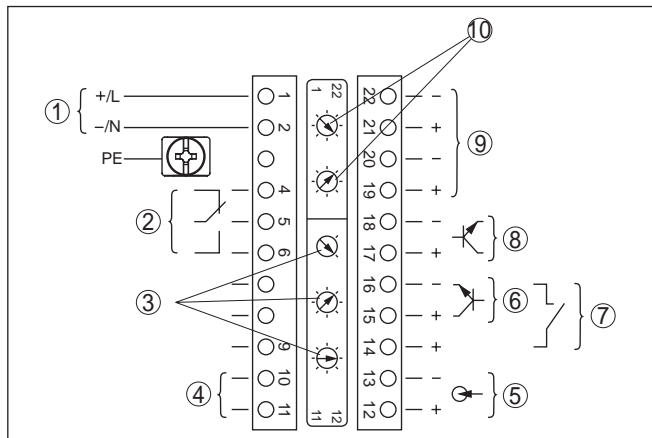 ⑩
+/L
① −/N
PE
1
2
4
② 5
6
③
9
④ 10
11
1 22
11 12
22 −
21 + ⑨
20 −
19 +
18 − ⑧
17 +
16 − ⑥
15 + ⑦
14 +
13 − ⑤
12 +